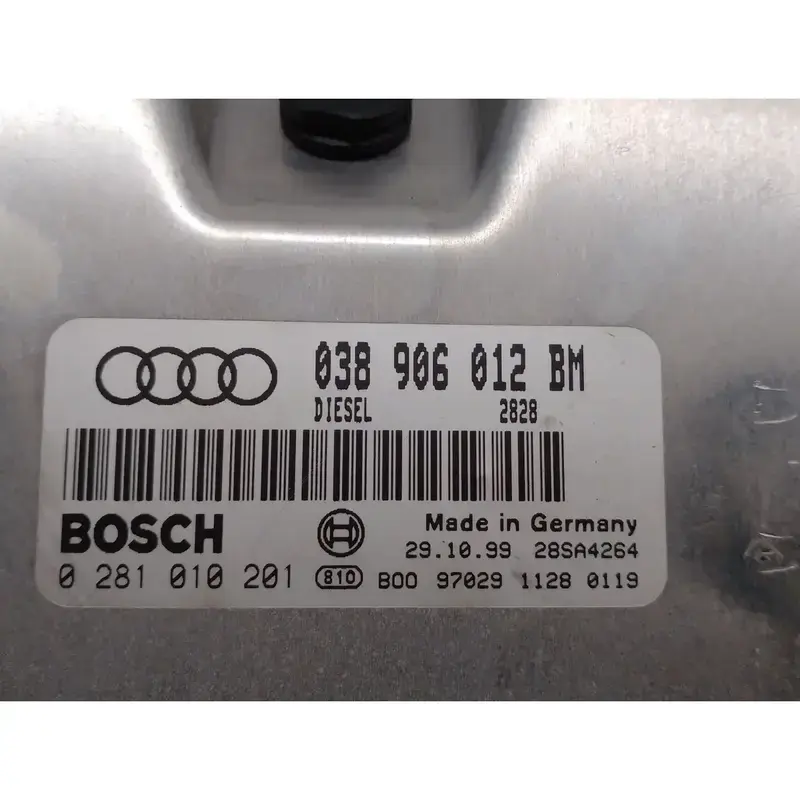 038 906 012 BM
DIESEL 2828
BOSCH
Made in Germany
29.10.99 28SA4264
0 281 010 201 810 B00 97029 1128 0119